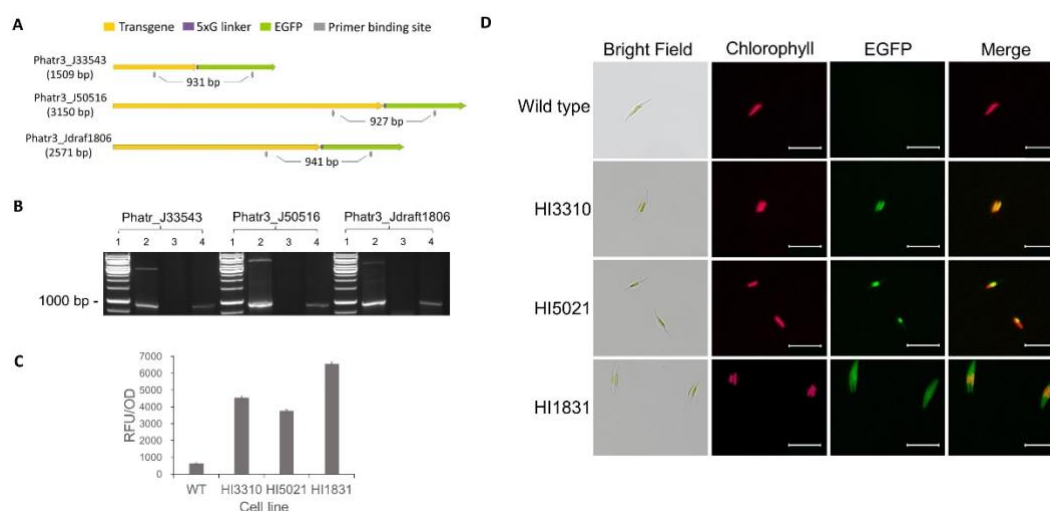 A
Transgene 5xG linker EGFP Primer binding site
Phatr3_J33543
(1509 bp)
931 bp
Phatr3_J50516
(3150 bp)
927 bp
Phatr3_Jdraf1806
(2571 bp)
941 bp
B
Phatr_J33543 Phatr3_J50516 Phatr3_Jdraft1806
1 2 3 4 1 2 3 4 1 2 3 4
1000 bp -
C
RFU/OD
7000
6000
5000
4000
3000
2000
1000
0
WT HI3310 HI5021 HI1831
Cell line
D
Bright Field Chlorophyll EGFP Merge
Wild type
HI3310
HI5021
HI1831